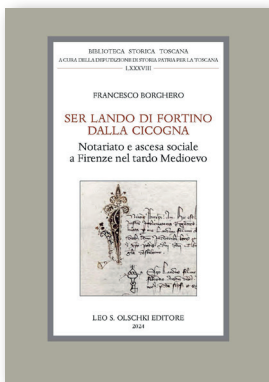 BIBLIOTECA STORICA TOSCANA
A CURA DELLA DEPUTAZIONE DI STORIA PATRIA PER LA TOSCANA
LXXXVIII
FRANCESCO BORGHERO
SER LANDO DI FORTINO
DALLA CICOGNA
Notariato e ascesa sociale
a Firenze nel tardo Medioevo
LEO S. OLSCHKI EDITORE
2024